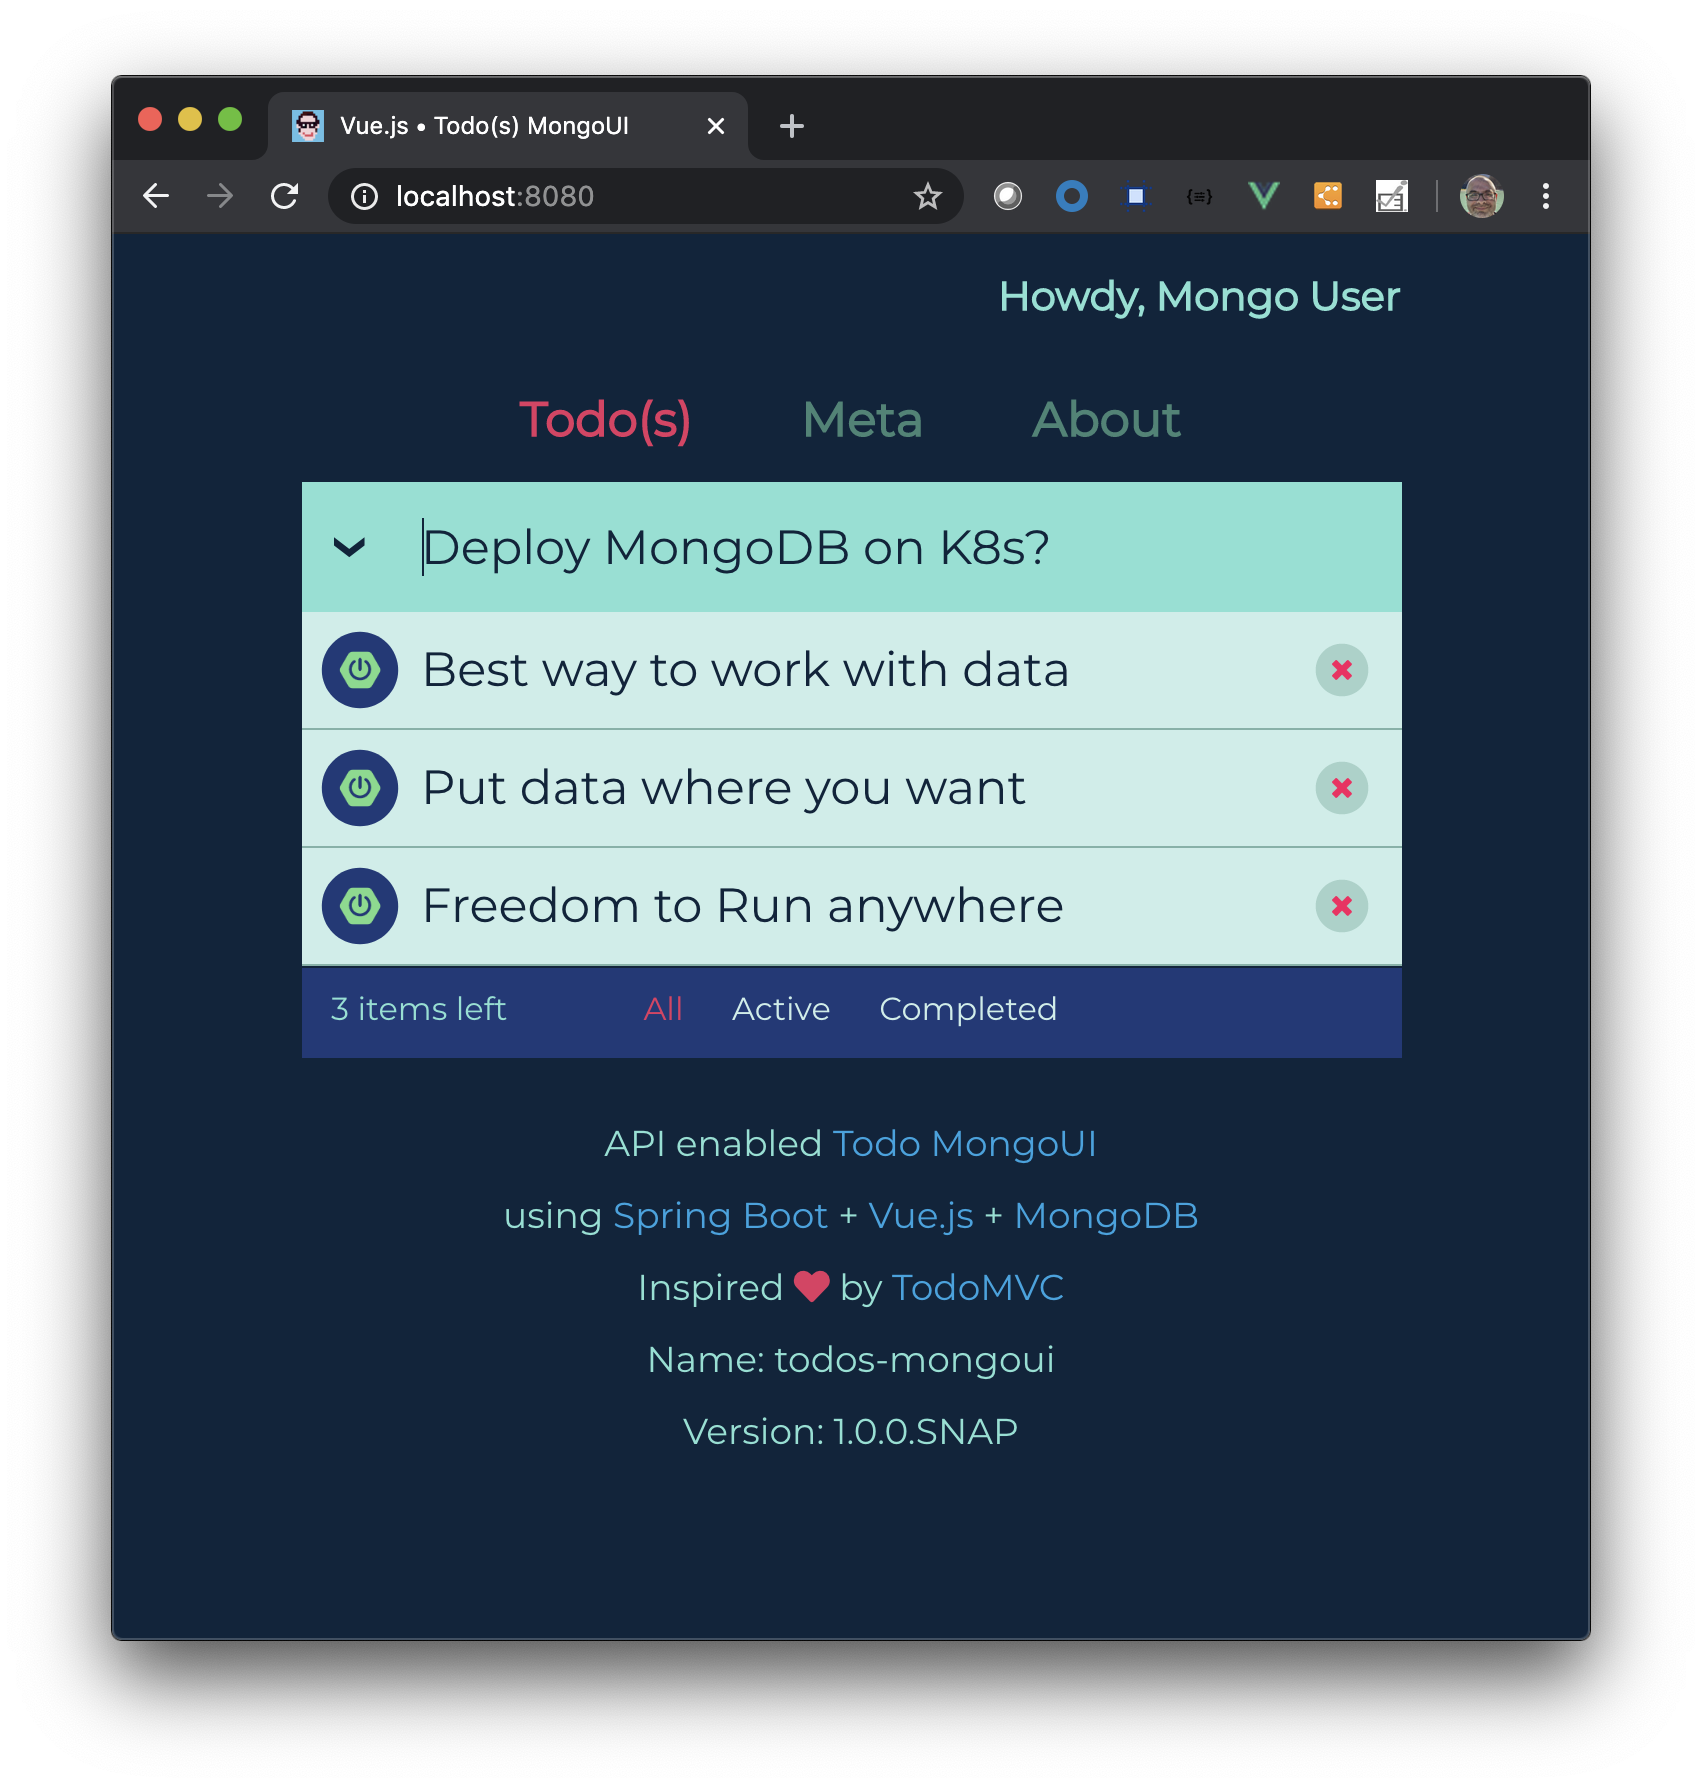 Vue.js • Todo(s) MongoUI
localhost:8080
{≡}
Howdy, Mongo User
Todo(s) Meta About
Deploy MongoDB on K8s?
Best way to work with data
Put data where you want
Freedom to Run anywhere
3 items left All Active Completed
API enabled Todo MongoUI
using Spring Boot + Vue.js + MongoDB
Inspired ♥ by TodoMVC
Name: todos-mongoui
Version: 1.0.0.SNAP